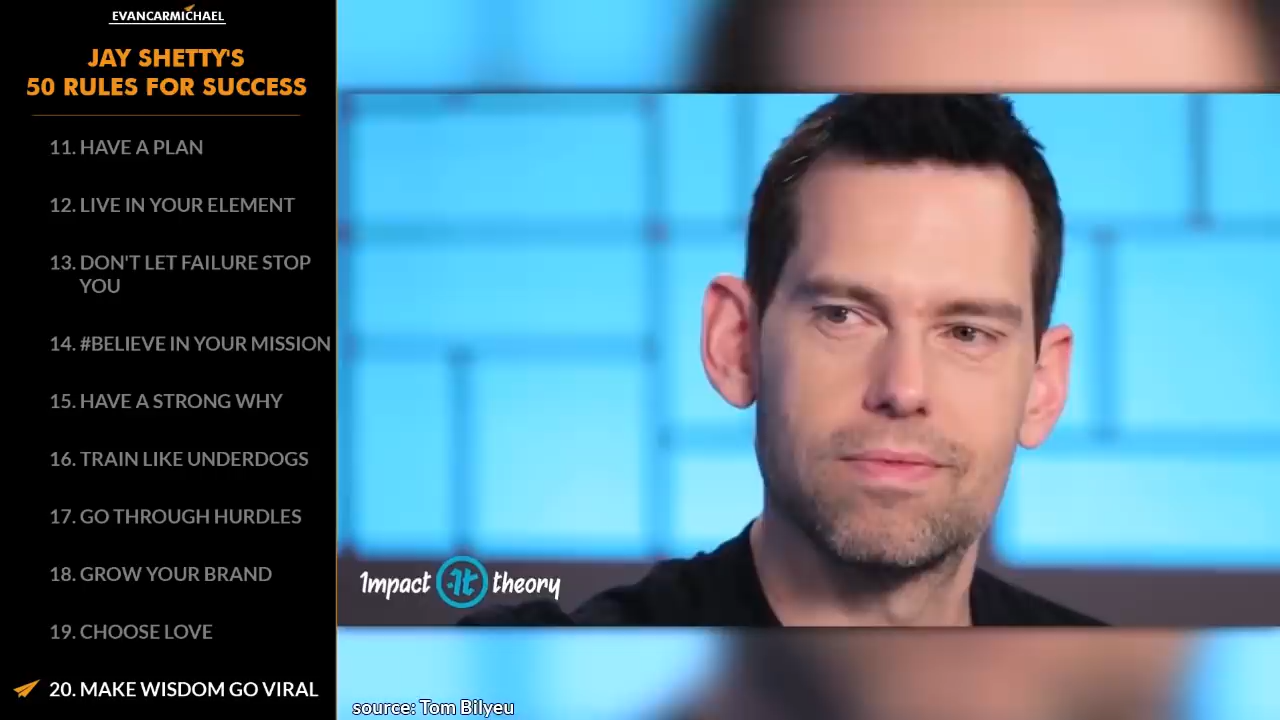 EVANCARMICHAEL
JAY SHETTY'S
50 RULES FOR SUCCESS
11. HAVE A PLAN
12. LIVE IN YOUR ELEMENT
13. DON'T LET FAILURE STOP
YOU
14. #BELIEVE IN YOUR MISSION
15. HAVE A STRONG WHY
16. TRAIN LIKE UNDERDOGS
17. GO THROUGH HURDLES
18. GROW YOUR BRAND
19. CHOOSE LOVE
20. MAKE WISDOM GO VIRAL
Impact It theory
source: Tom Bilyeu